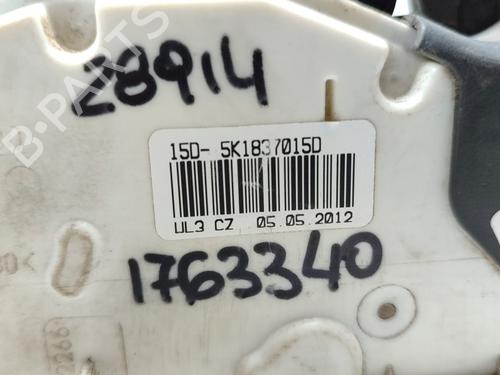 28914
15D- 5K1837015D
UL3 CZ 05.05.2012
1763340
B-PARTS